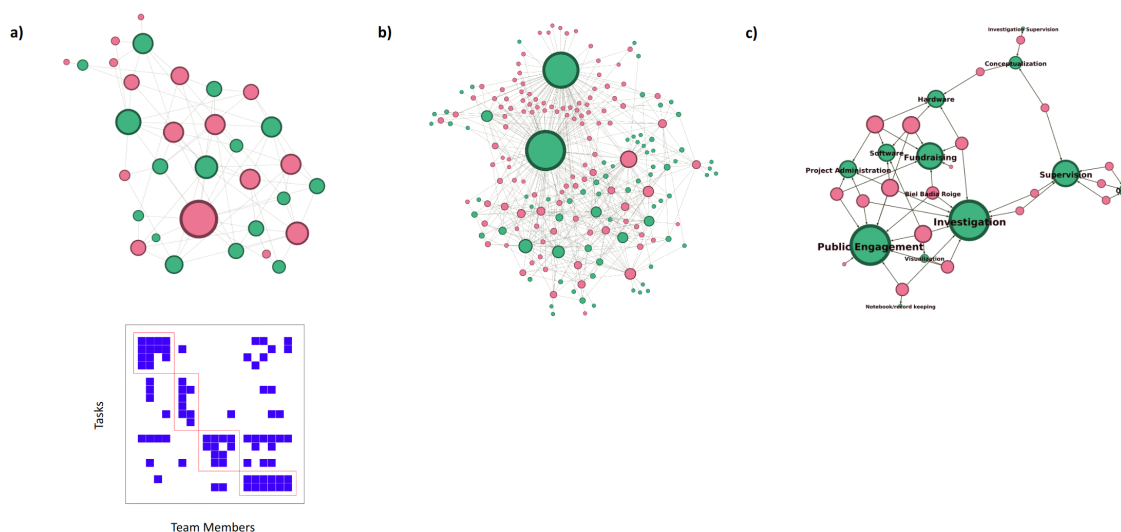 a)
b)
c)
Investigation Supervision
Conceptualization
Hardware
Software
Fundraising
Project Administration
Supervision
Biel Badia Roige
Investigation
Public Engagement
Visualization
Notebook/record keeping
Tasks
Team Members